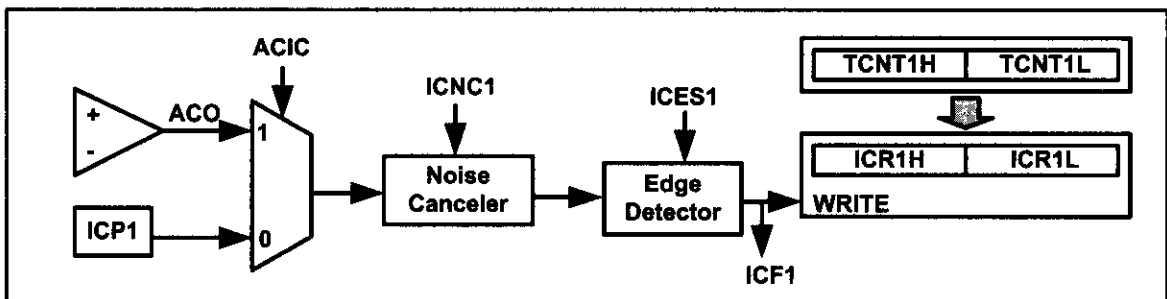 ACIC
TCNT1H TCNT1L
ICNC1
ICES1
+
ACO
-
1
ICR1H ICR1L
Noise
Canceler
Edge
Detector
WRITE
ICP1
0
ICF1